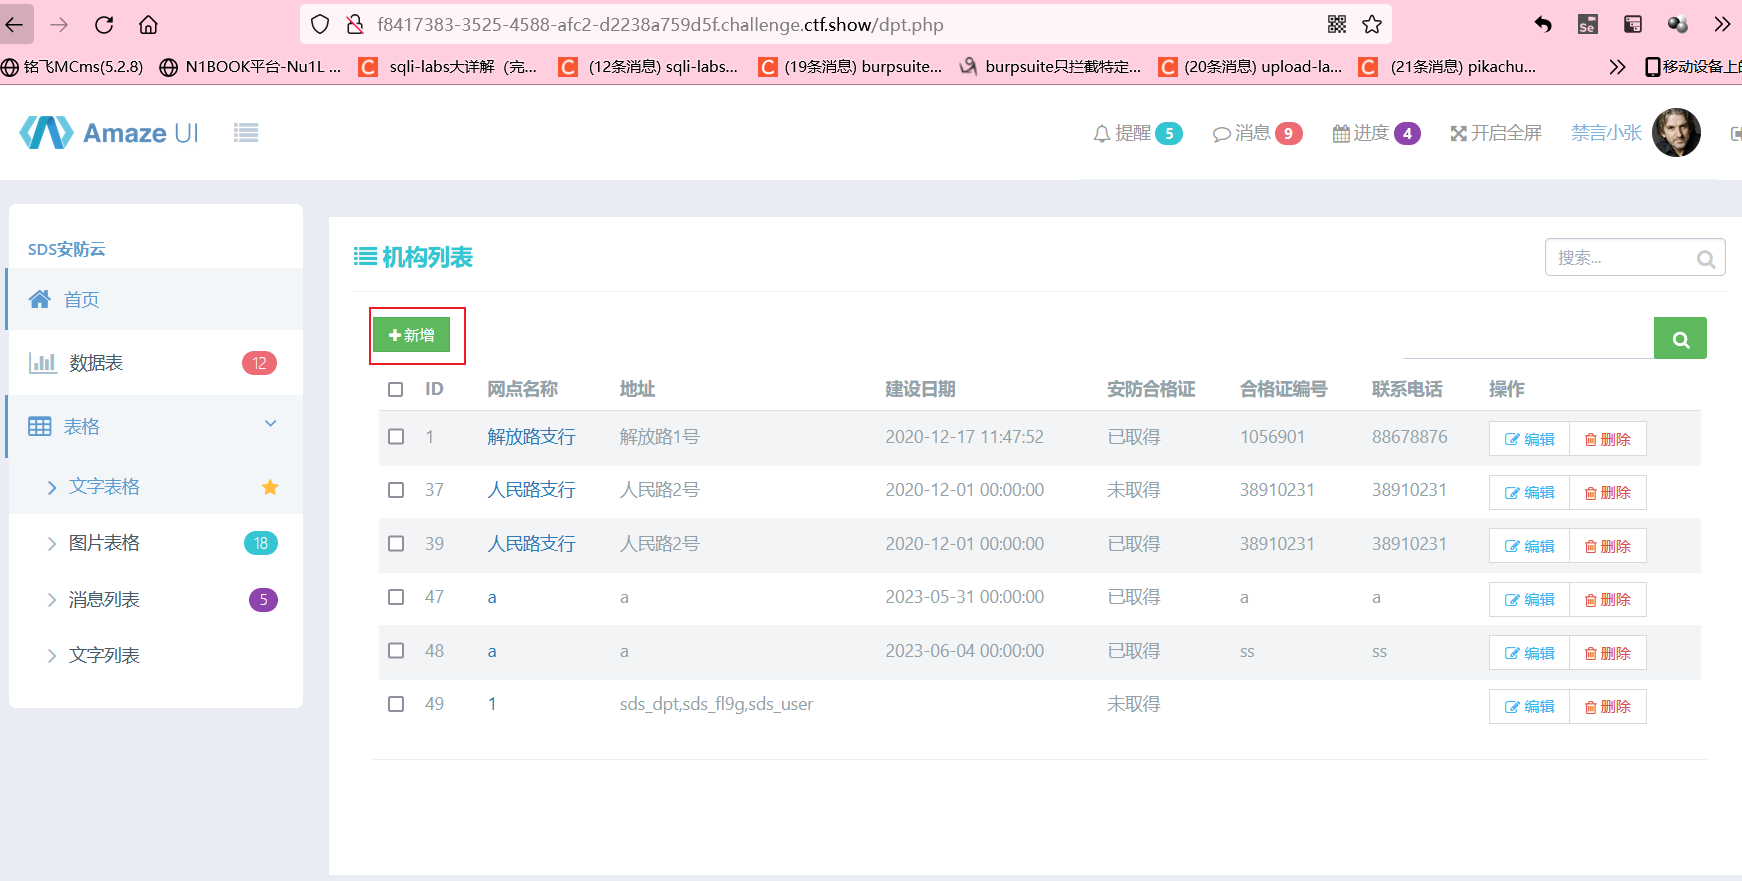 f8417383-3525-4588-afc2-d2238a759d5f.challenge.ctf.show/dpt.php
Se
铭飞MCms(5.2.8) N1BOOK平台-Nu1L ... sqli-labs大详解（完... (12条消息) sqli-labs... (19条消息) burpsuite... burpsuite只拦截特定... (20条消息) upload-la... (21条消息) pikachu... 移动设备上的
Amaze UI 提醒 5 消息 9 进度 4 开启全屏 禁言小张
SDS安防云
首页
数据表 12
表格
文字表格
图片表格 18
消息列表 5
文字列表
机构列表 搜索...
新增
ID 网点名称 地址 建设日期 安防合格证 合格证编号 联系电话 操作
1 解放路支行 解放路1号 2020-12-17 11:47:52 已取得 1056901 88678876 编辑 删除
37 人民路支行 人民路2号 2020-12-01 00:00:00 未取得 38910231 38910231 编辑 删除
39 人民路支行 人民路2号 2020-12-01 00:00:00 已取得 38910231 38910231 编辑 删除
47 a a 2023-05-31 00:00:00 已取得 a a 编辑 删除
48 a a 2023-06-04 00:00:00 已取得 ss ss 编辑 删除
49 1 sds_dpt,sds_fl9g,sds_user 未取得 编辑 删除